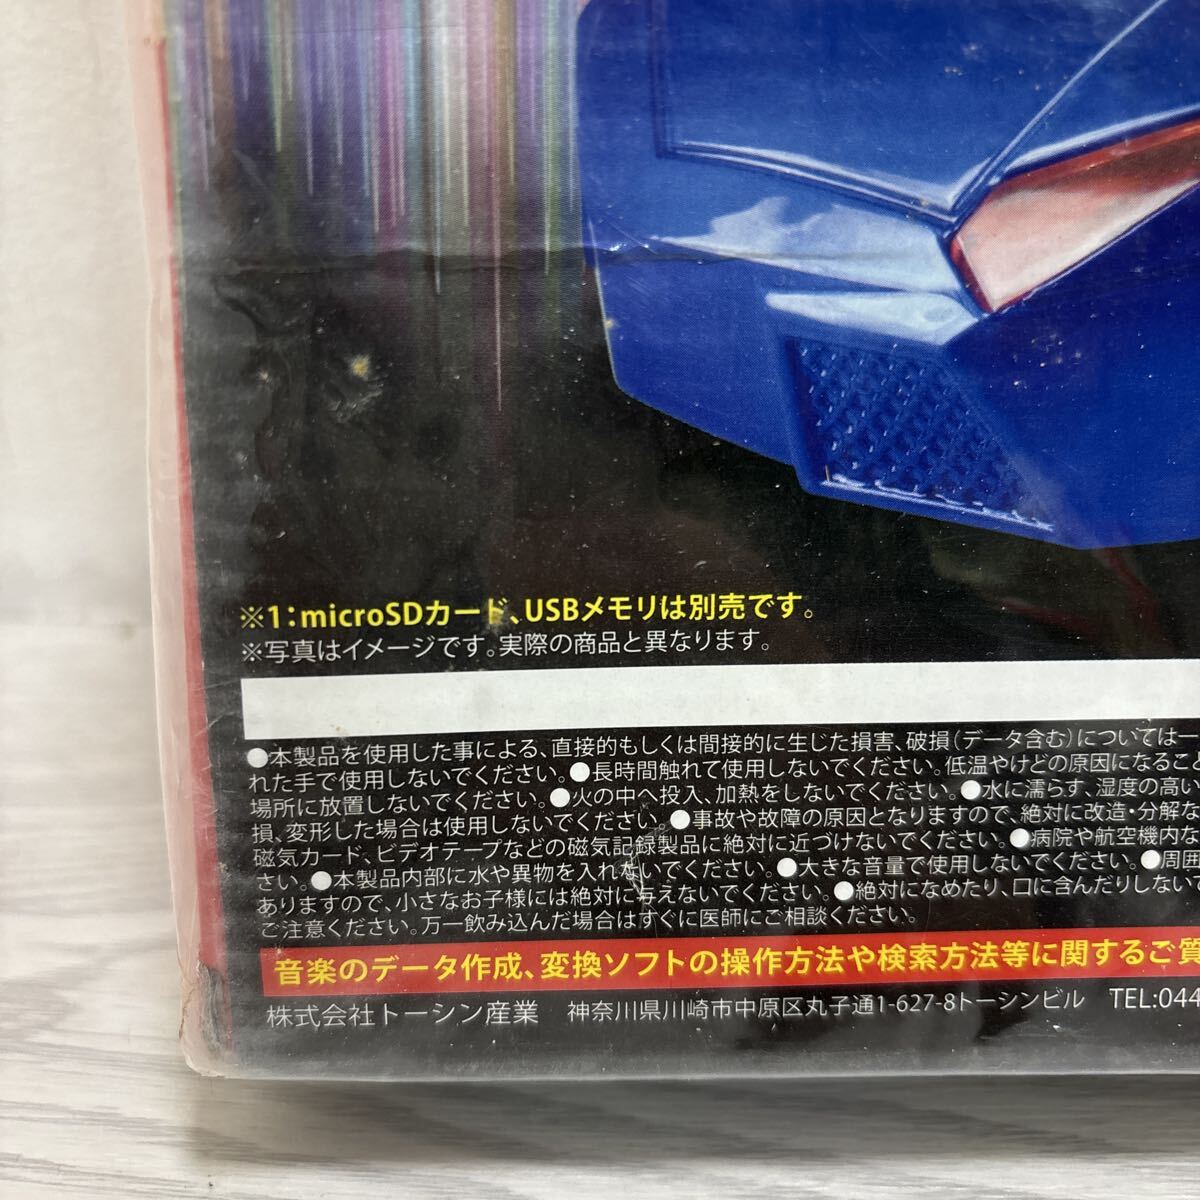 ※1：microSDカード、USBメモリは別売です。
※写真はイメージです。実際の商品と異なります。
●本製品を使用した事による、直接的もしくは間接的に生じた損害、破損（データ含む）については一
れた手で使用しないでください。●長時間触れて使用しないでください。低温やけどの原因になること
場所に放置しないでください。●火の中へ投入、加熱をしないでください。●水に濡らす、湿度の高い
損、変形した場合は使用しないでください。●事故や故障の原因となりますので、絶対に改造・分解な
磁気カード、ビデオテープなどの磁気記録製品に絶対に近づけないでください。●病院や航空機内な
さい。●本製品内部に水や異物を入れないでください。●大きな音量で使用しないでください。●周囲
ありますので、小さなお子様には絶対に与えないでください。●絶対になめたり、口に含んだりしないで
ご注意ください。万一飲み込んだ場合はすぐに医師にご相談ください。
音楽のデータ作成、変換ソフトの操作方法や検索方法等に関するご質
株式会社トーシン産業 神奈川県川崎市中原区丸子通1-627-8トーシンビル TEL:044